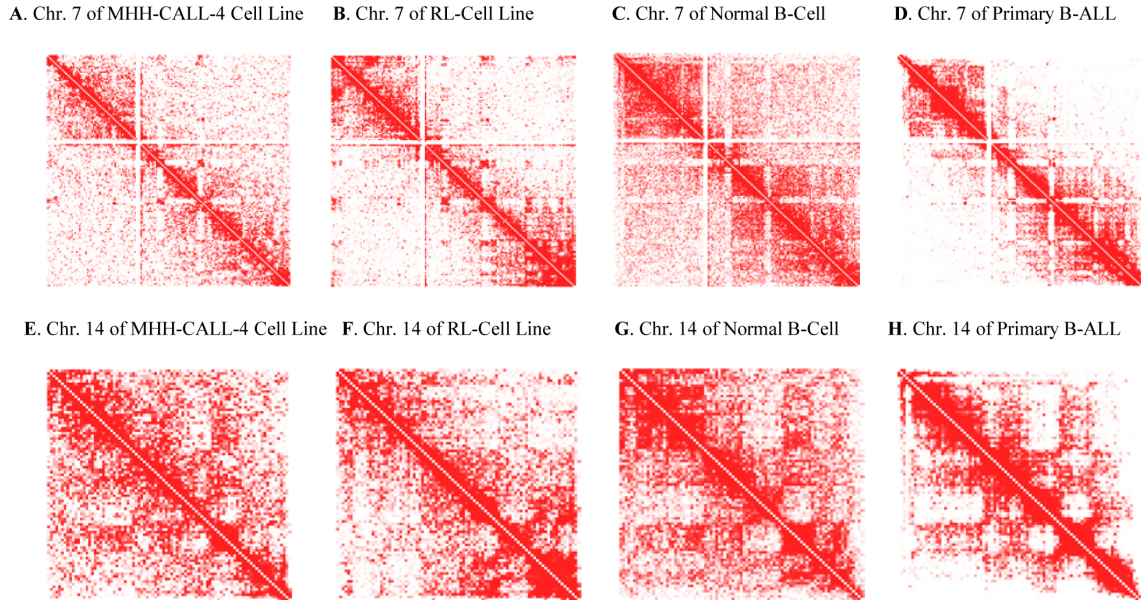 A. Chr. 7 of MHH-CALL-4 Cell Line
B. Chr. 7 of RL-Cell Line
C. Chr. 7 of Normal B-Cell
D. Chr. 7 of Primary B-ALL
E. Chr. 14 of MHH-CALL-4 Cell Line
F. Chr. 14 of RL-Cell Line
G. Chr. 14 of Normal B-Cell
H. Chr. 14 of Primary B-ALL